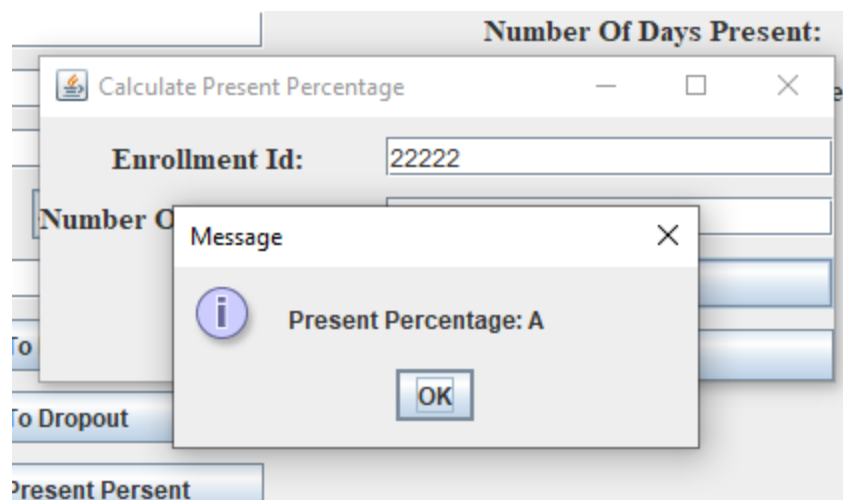 Number Of Days Present:
Calculate Present Percentage
Enrollment Id:
22222
Number O
Message
Present Percentage: A
OK
To
To Dropout
Present Persent